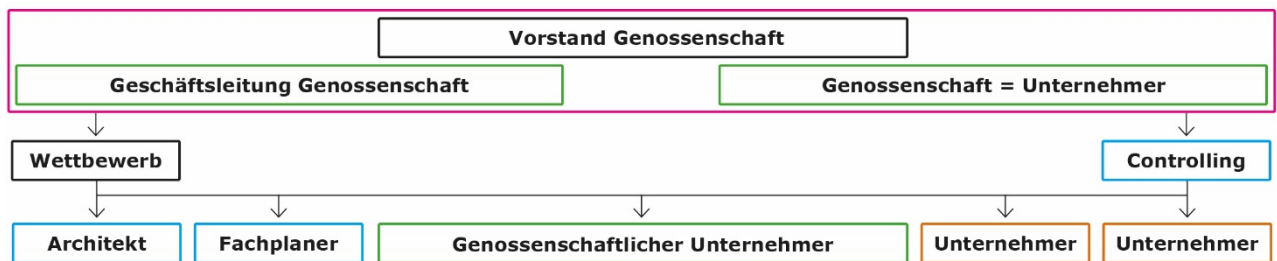 Vorstand Genossenschaft
Geschäftsleitung Genossenschaft
Genossenschaft = Unternehmer
Wettbewerb
Controlling
Architekt
Fachplaner
Genossenschaftlicher Unternehmer
Unternehmer
Unternehmer